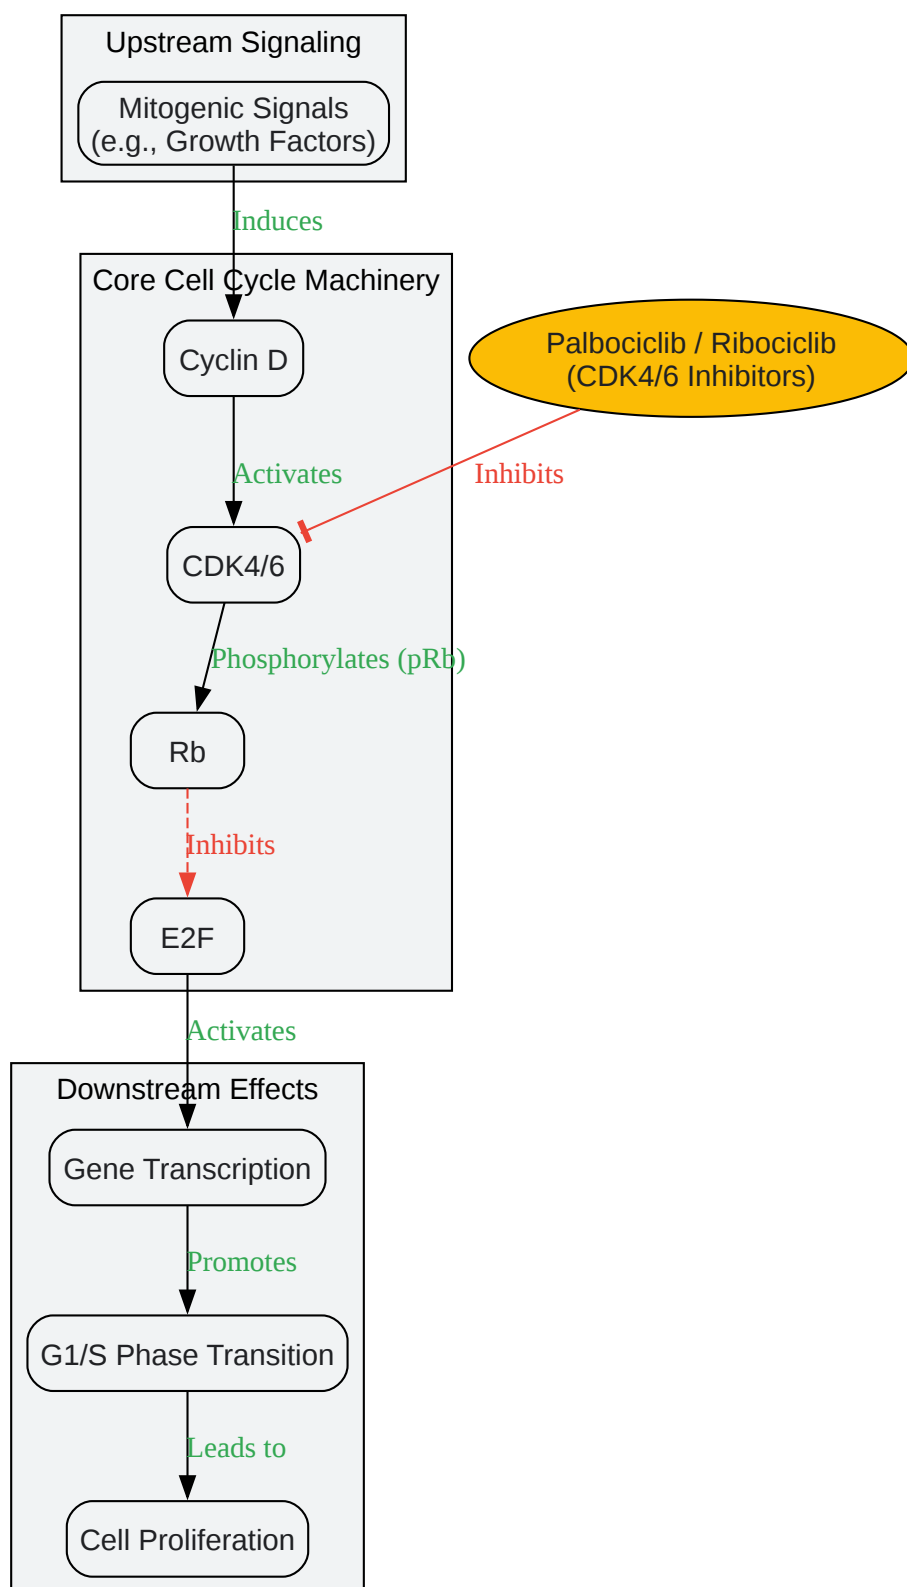 Upstream Signaling
Mitogenic Signals
(e.g., Growth Factors)
Induces
Core Cell Cycle Machinery
Cyclin D
Palbociclib / Ribociclib
(CDK4/6 Inhibitors)
Activates
Inhibits
CDK4/6
Phosphorylates (pRb)
Rb
Inhibits
E2F
Activates
Downstream Effects
Gene Transcription
Promotes
G1/S Phase Transition
Leads to
Cell Proliferation